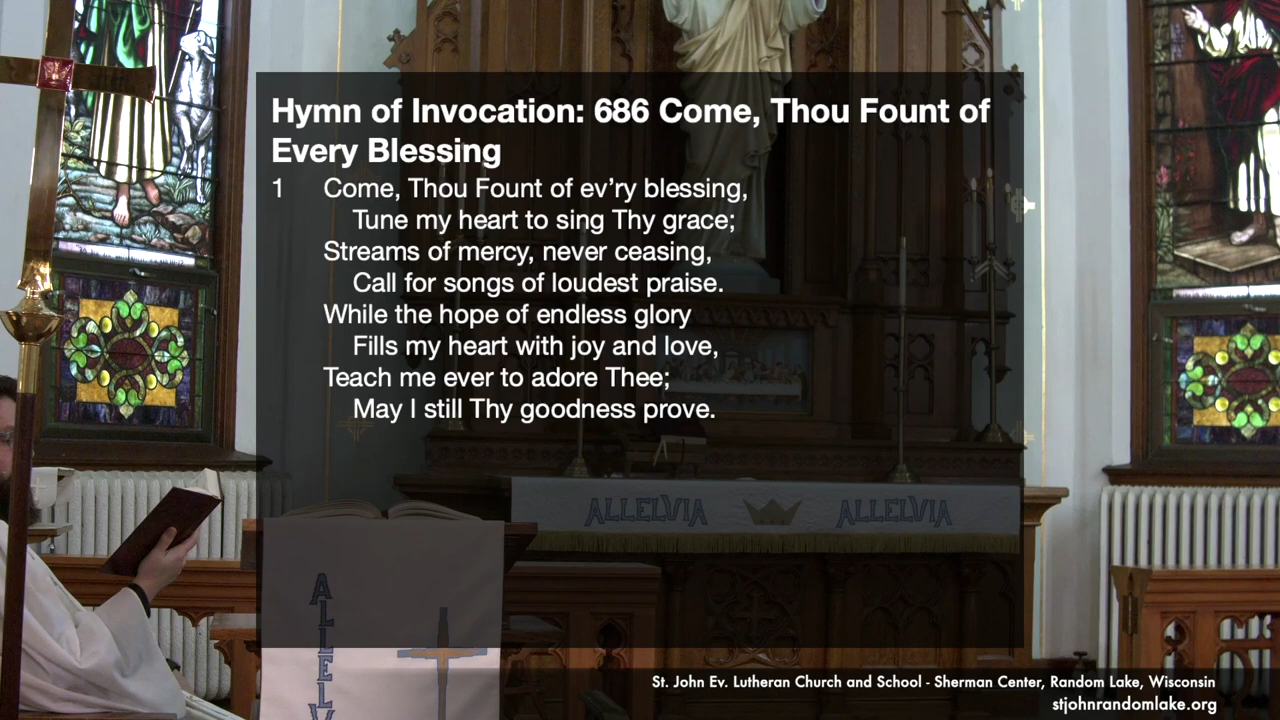 Hymn of Invocation: 686 Come, Thou Fount of
Every Blessing
1 Come, Thou Fount of ev’ry blessing,
Tune my heart to sing Thy grace;
Streams of mercy, never ceasing,
Call for songs of loudest praise.
While the hope of endless glory
Fills my heart with joy and love,
Teach me ever to adore Thee;
May I still Thy goodness prove.
ALLELVIA ALLELVIA
ALLELV
St. John Ev. Lutheran Church and School - Sherman Center, Random Lake, Wisconsin
stjohnrandomlake.org